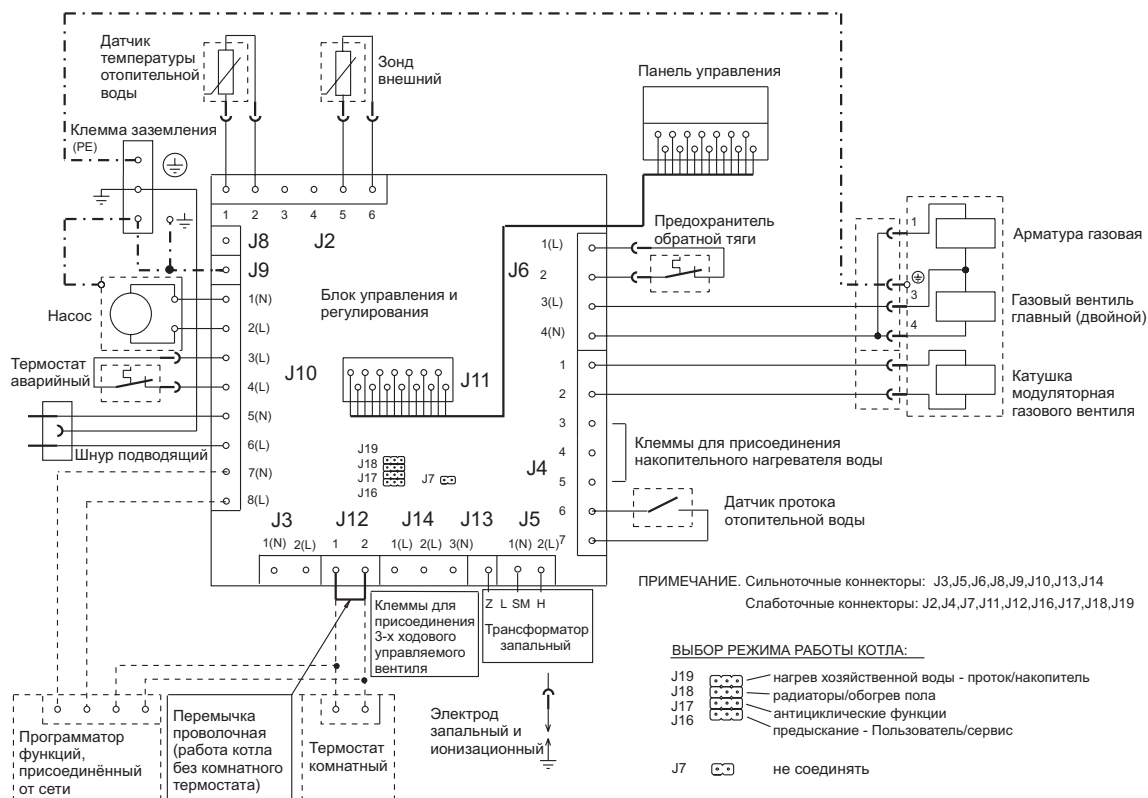 Датчик
температуры
отопительной
воды
Зонд
внешний
Панель управления
Клемма заземления
(PE)
1 2 3 4 5 6
J8 J2
J9
Предохранитель
обратной тяги
1(L)
J6 2
3(L)
4(N)
1
3
4
Арматура газовая
Газовый вентиль
главный (двойной)
Катушка
модуляторная
газового вентиля
Блок управления и
регулирования
Насос
1(N)
2(L)
Термостат
аварийный
3(L)
4(L)
J10
J11
5(N)
6(L)
Шнур подводящий
7(N)
8(L)
1
2
3
4
5
6
7
J4
Клеммы для присоединения
накопительного нагревателя воды
Датчик протока
отопительной воды
J19
J18
J17
J16
J7
J3 J12 J14 J13 J5
1(N) 2(L) 1 2 1(L) 2(L) 3(N) 1(N) 2(L)
Z L SM H
Трансформатор
запальный
Клеммы для
присоединения
3-х ходового
управляемого
вентиля
Электрод
запальный и
ионизационный
Программатор
функций,
присоединённый
от сети
Перемычка
проволочная
(работа котла
без комнатного
термостата)
Термостат
комнатный
ПРИМЕЧАНИЕ. Сильноточные коннекторы: J3,J5,J6,J8,J9,J10,J13,J14
Слаботочные коннекторы: J2,J4,J7,J11,J12,J16,J17,J18,J19
ВЫБОР РЕЖИМА РАБОТЫ КОТЛА:
J19 нагрев хозяйственной воды - проток/накопитель
J18 радиаторы/обогрев пола
J17 антициклические функции
J16 предыскание - Пользователь/сервис
J7 не соединять